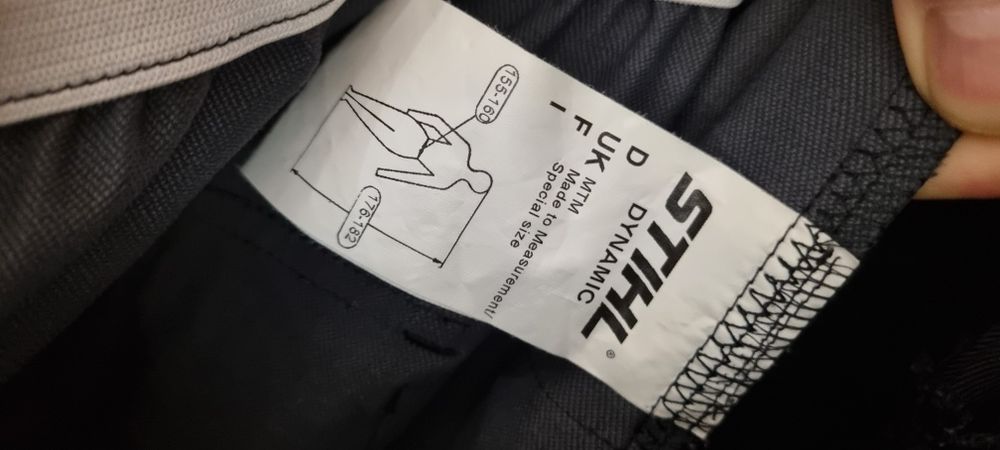 STIHL®
DYNAMIC
D MTM
UK Made to Measurement/
Special size
F
I
155-160
176-182